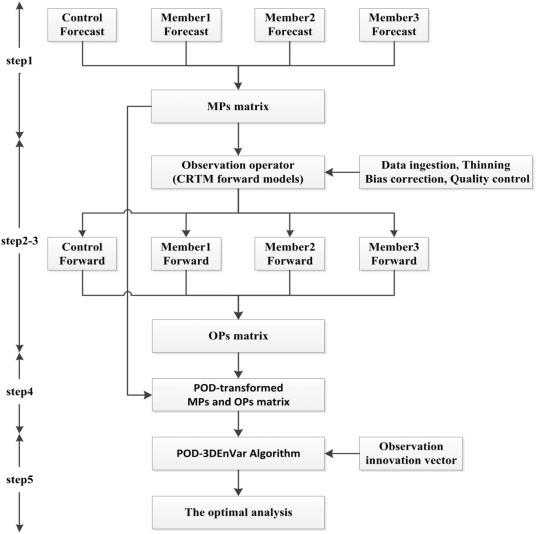 Control
Forecast
Member1
Forecast
Member2
Forecast
Member3
Forecast
step1
MPs matrix
Observation operator
(CRTM forward models)
Data ingestion, Thinning
Bias correction, Quality control
step2-3
Control
Forward
Member1
Forward
Member2
Forward
Member3
Forward
OPs matrix
step4
POD-transformed
MPs and OPs matrix
POD-3DEnVar Algorithm
Observation
innovation vector
step5
The optimal analysis